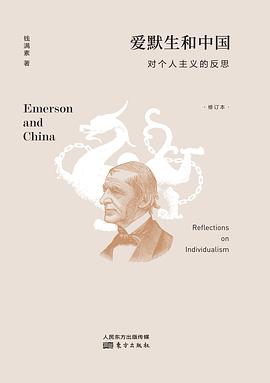 钱满素 著
爱默生和中国
对个人主义的反思
·修订本·
Emerson
and
China
Reflections
on
Individualism
人民东方出版传媒
東方出版社